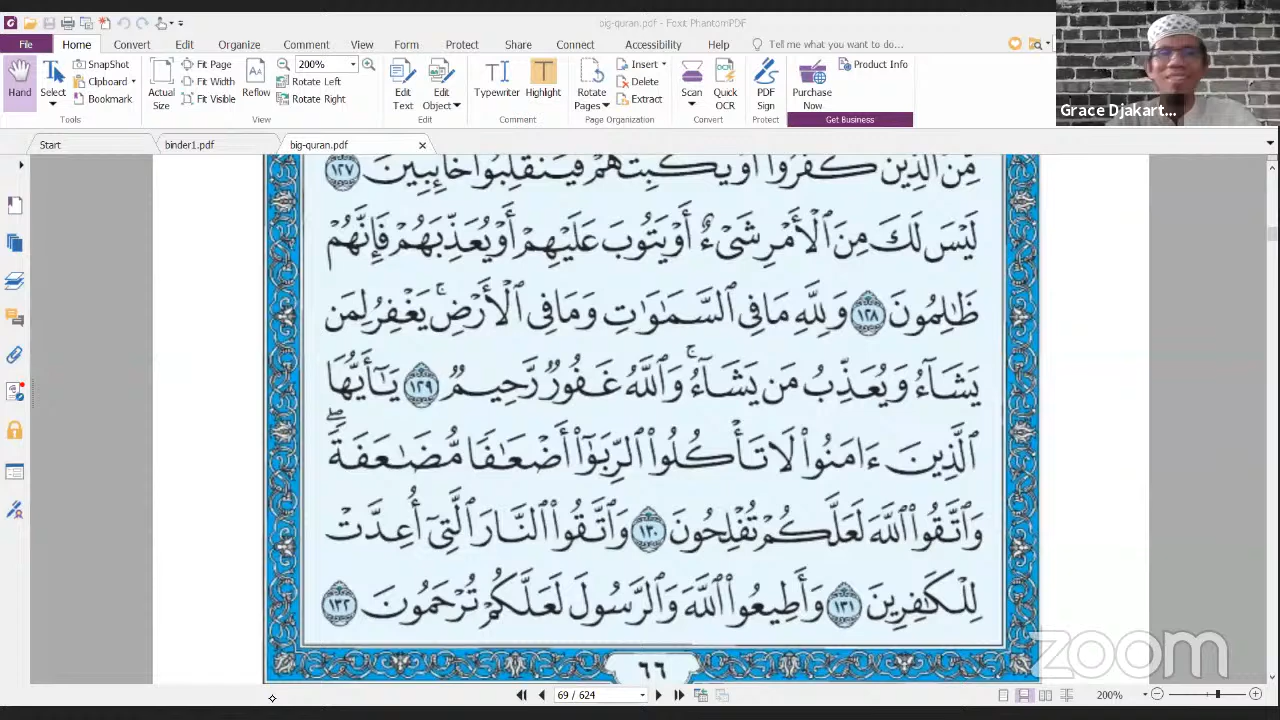 big-quran.pdf - Foxit PhantomPDF
File Home Convert Edit Organize Comment View Form Protect Share Connect Accessibility Help Tell me what you want to do...
Hand
Select
SnapShot
Clipboard
Bookmark
Tools
Actual Size
Fit Page
Fit Width
Fit Visible
Reflow
200%
Rotate Left
Rotate Right
View
Edit Text
Edit Object
Edit
Typewriter
Highlight
Comment
Rotate Pages
Insert
Delete
Extract
Page Organization
Scan
Quick OCR
Convert
PDF Sign
Protect
Purchase Now
Product Info
Get Business
Grace Djakart...
Start binder1.pdf big-quran.pdf
مِّنَ ٱلَّذِينَ كَفَرُوٓا۟ أَوْ يَكْبِتَهُمْ فَيَنقَلِبُوا۟ خَآئِبِينَ ١٢٧
لَيْسَ لَكَ مِنَ ٱلْأَمْرِ شَىْءٌ أَوْ يَتُوبَ عَلَيْهِمْ أَوْ يُعَذِّبَهُمْ فَإِنَّهُمْ
ظَٰلِمُونَ ١٢٨ وَلِلَّهِ مَا فِى ٱلسَّمَٰوَٰتِ وَمَا فِى ٱلْأَرْضِ ۚ يَغْفِرُ لِمَن
يَشَآءُ وَيُعَذِّبُ مَن يَشَآءُ ۚ وَٱللَّهُ غَفُورٌ رَّحِيمٌ ١٢٩ يَٰٓأَيُّهَا
ٱلَّذِينَ ءَامَنُوا۟ لَا تَأْكُلُوا۟ ٱلرِّبَوٰٓا۟ أَضْعَٰفًا مُّضَٰعَفَةً ۖ
وَٱتَّقُوا۟ ٱللَّهَ لَعَلَّكُمْ تُفْلِحُونَ ١٣٠ وَٱتَّقُوا۟ ٱلنَّارَ ٱلَّتِىٓ أُعِدَّتْ
لِلْكَٰفِرِينَ ١٣١ وَأَطِيعُوا۟ ٱللَّهَ وَٱلرَّسُولَ لَعَلَّكُمْ تُرْحَمُونَ ١٣٢
٦٦
zoom
69 / 624
200%